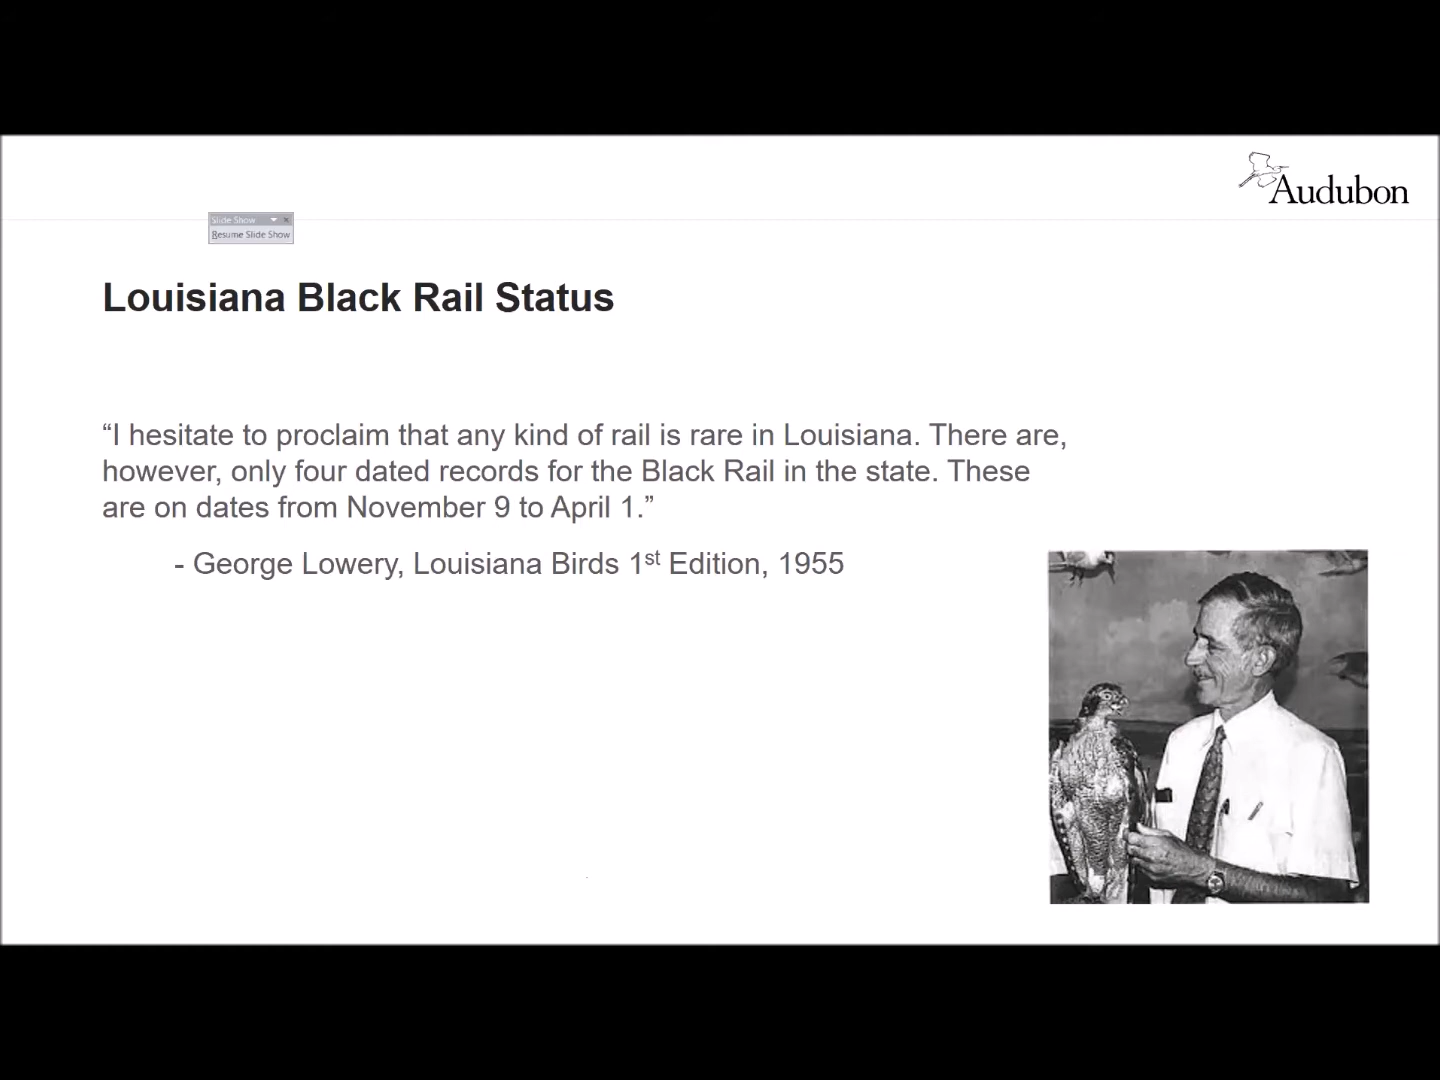 Audubon
Slide Show
Resume Slide Show
Louisiana Black Rail Status
“I hesitate to proclaim that any kind of rail is rare in Louisiana. There are,
however, only four dated records for the Black Rail in the state. These
are on dates from November 9 to April 1.”
- George Lowery, Louisiana Birds 1st Edition, 1955